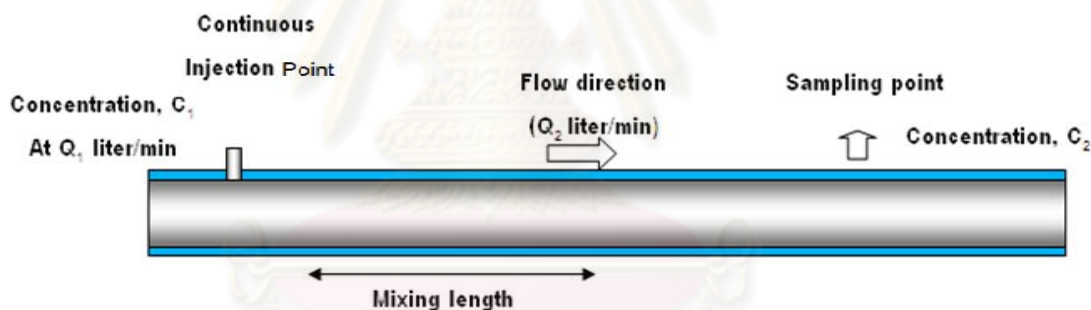 Continuous
Injection Point
Concentration, C₁
At Q₁ liter/min
Flow direction
(Q₂ liter/min)
Sampling point
Concentration, C₂
Mixing length